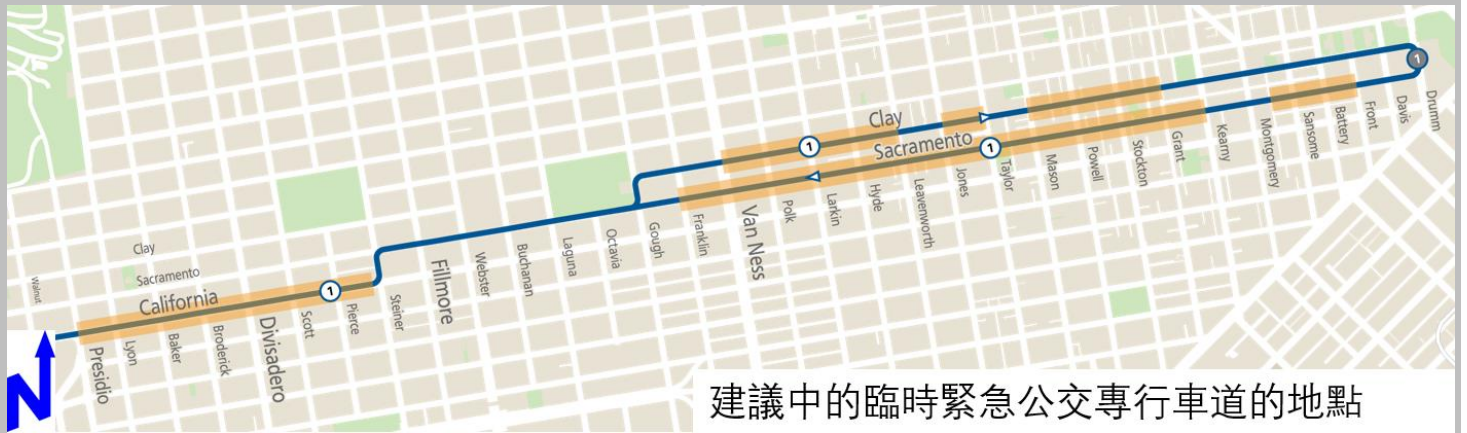 Clay
Sacramento
1
1
1
Clay
Sacramento
California
1
Walnut
Presidio
Lyon
Baker
Broderick
Divisadero
Scott
Pierce
Steiner
Fillmore
Webster
Buchanan
Laguna
Octavia
Gough
Franklin
Van Ness
Polk
Larkin
Hyde
Leavenworth
Jones
Taylor
Mason
Powell
Stockton
Grant
Kearny
Montgomery
Sansome
Battery
Front
Davis
Drumm
N
建議中的臨時緊急公交專行車道的地點